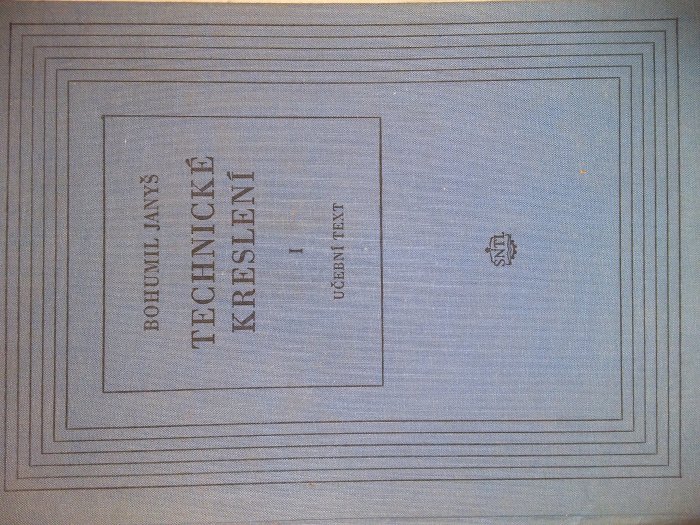 BOHUMIL JANYŠ
TECHNICKÉ
KRESLENÍ
I
UČEBNÍ TEXT
SNTL